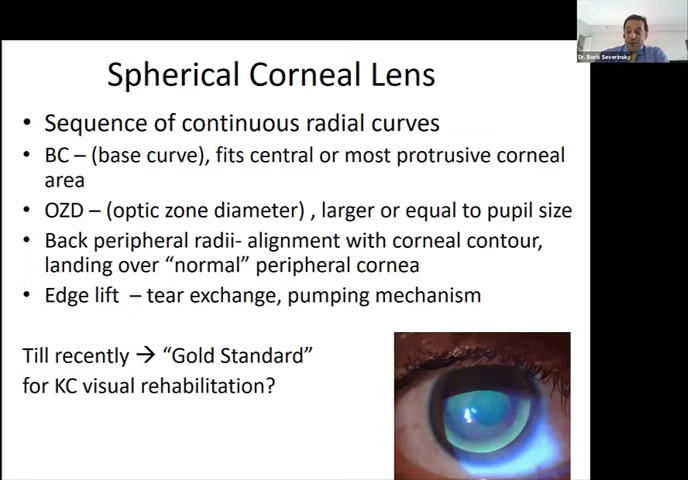 Dr. Boris Severinsky
Spherical Corneal Lens
• Sequence of continuous radial curves
• BC – (base curve), fits central or most protrusive corneal
area
• OZD – (optic zone diameter) , larger or equal to pupil size
• Back peripheral radii- alignment with corneal contour,
landing over “normal” peripheral cornea
• Edge lift – tear exchange, pumping mechanism
Till recently → “Gold Standard”
for KC visual rehabilitation?